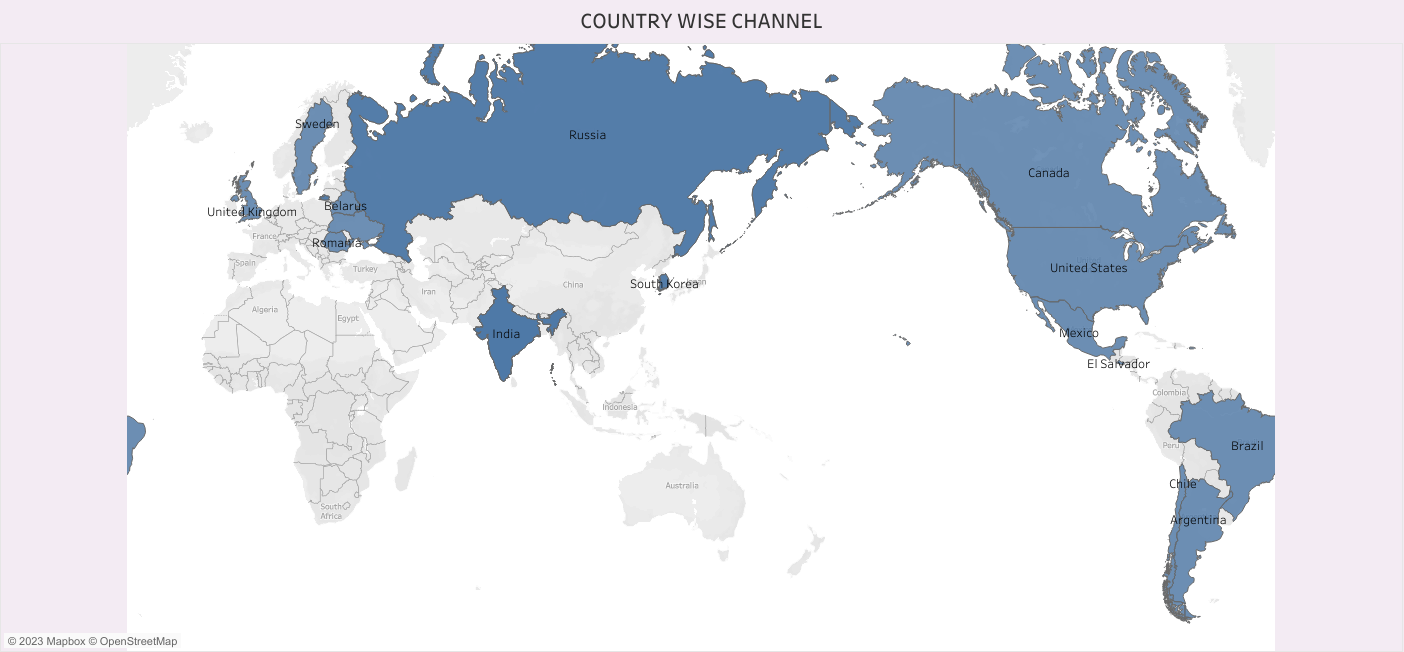 COUNTRY WISE CHANNEL
Sweden
Russia
Canada
United Kingdom
Belarus
France
Romania
Spain
Turkey
United States
Iran
China
South Korea
Algeria
Egypt
India
Mexico
El Salvador
Colombia
Indonesia
Peru
Brazil
Australia
Chile
South
Africa
Argentina
© 2023 Mapbox © OpenStreetMap